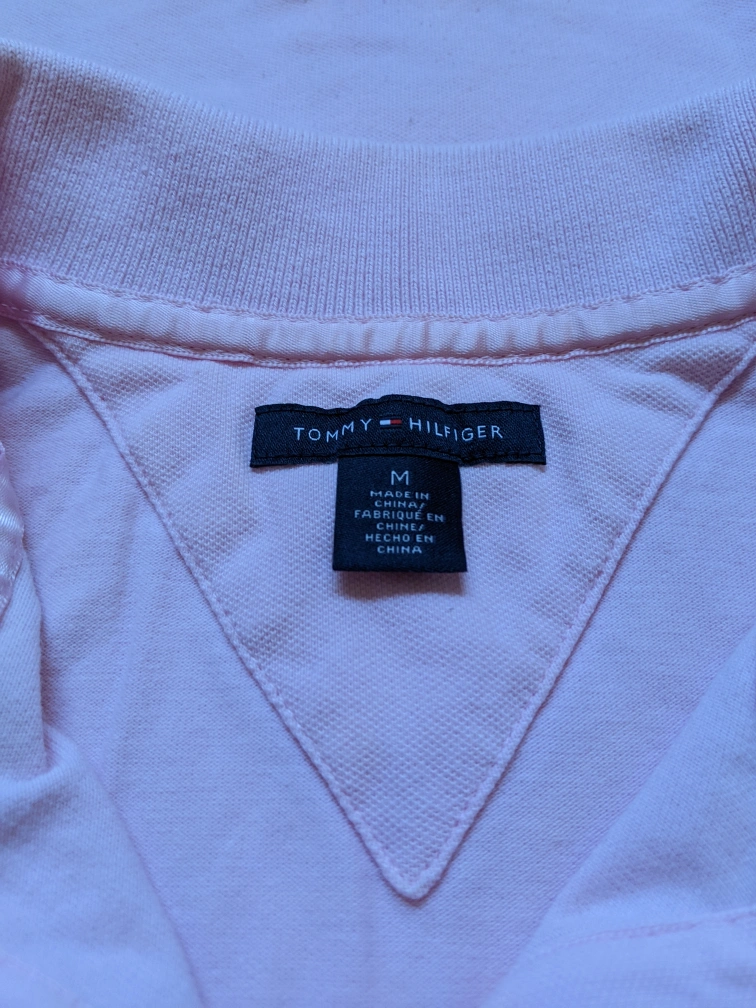 TOMMY HILFIGER
M
MADE IN
CHINA/
FABRIQUÉ EN
CHINE/
HECHO EN
CHINA